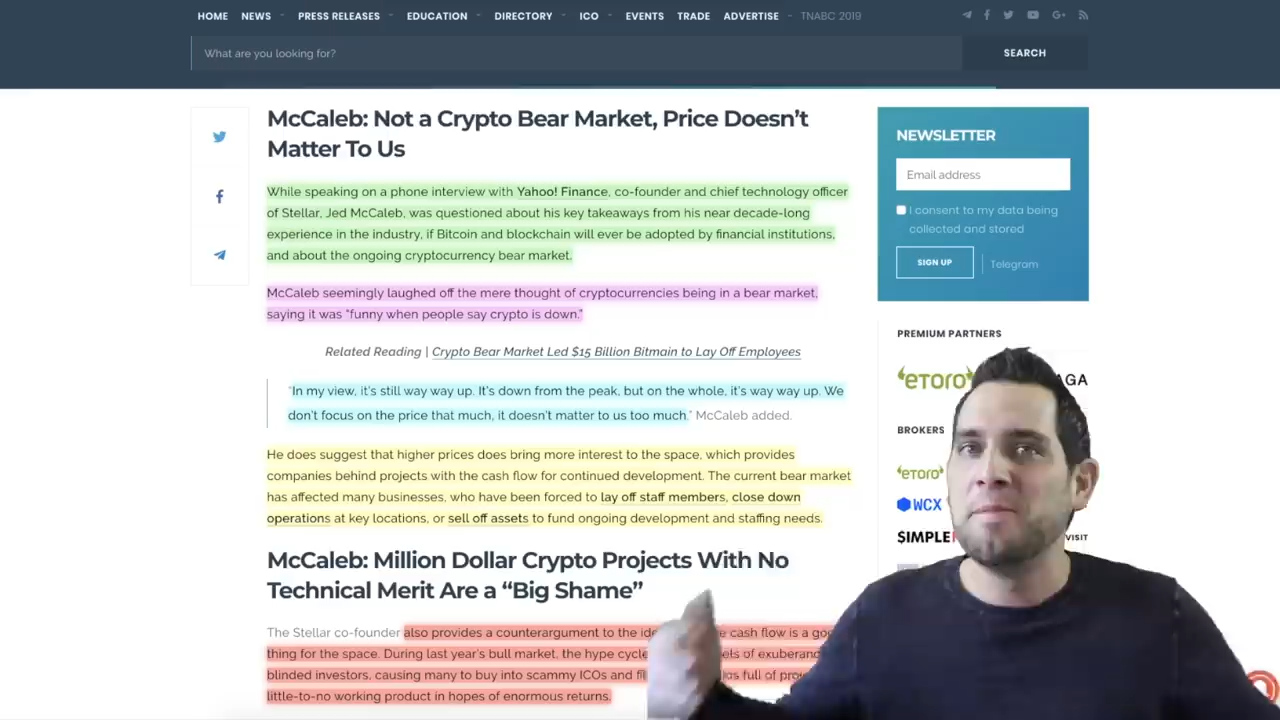 HOME NEWS PRESS RELEASES EDUCATION DIRECTORY ICO EVENTS TRADE ADVERTISE TNABC 2019
What are you looking for? SEARCH
McCaleb: Not a Crypto Bear Market, Price Doesn’t
Matter To Us
While speaking on a phone interview with Yahoo! Finance, co-founder and chief technology officer
of Stellar, Jed McCaleb, was questioned about his key takeaways from his near decade-long
experience in the industry, if Bitcoin and blockchain will ever be adopted by financial institutions,
and about the ongoing cryptocurrency bear market.
McCaleb seemingly laughed off the mere thought of cryptocurrencies being in a bear market,
saying it was “funny when people say crypto is down.”
Related Reading | Crypto Bear Market Led $15 Billion Bitmain to Lay Off Employees
“In my view, it’s still way way up. It’s down from the peak, but on the whole, it’s way way up. We
don’t focus on the price that much, it doesn’t matter to us too much.” McCaleb added.
He does suggest that higher prices does bring more interest to the space, which provides
companies behind projects with the cash flow for continued development. The current bear market
has affected many businesses, who have been forced to lay off staff members, close down
operations at key locations, or sell off assets to fund ongoing development and staffing needs.
McCaleb: Million Dollar Crypto Projects With No
Technical Merit Are a “Big Shame”
The Stellar co-founder also provides a counterargument to the cash flow is a
thing for the space. During last year’s bull market, the hype cycle of exuberance
blinded investors, causing many to buy into scammy ICOs and as full of
little-to-no working product in hopes of enormous returns.
NEWSLETTER
Email address
I consent to my data being
collected and stored
SIGN UP Telegram
PREMIUM PARTNERS
eToro
BROKERS
eToro
WCX
VISIT